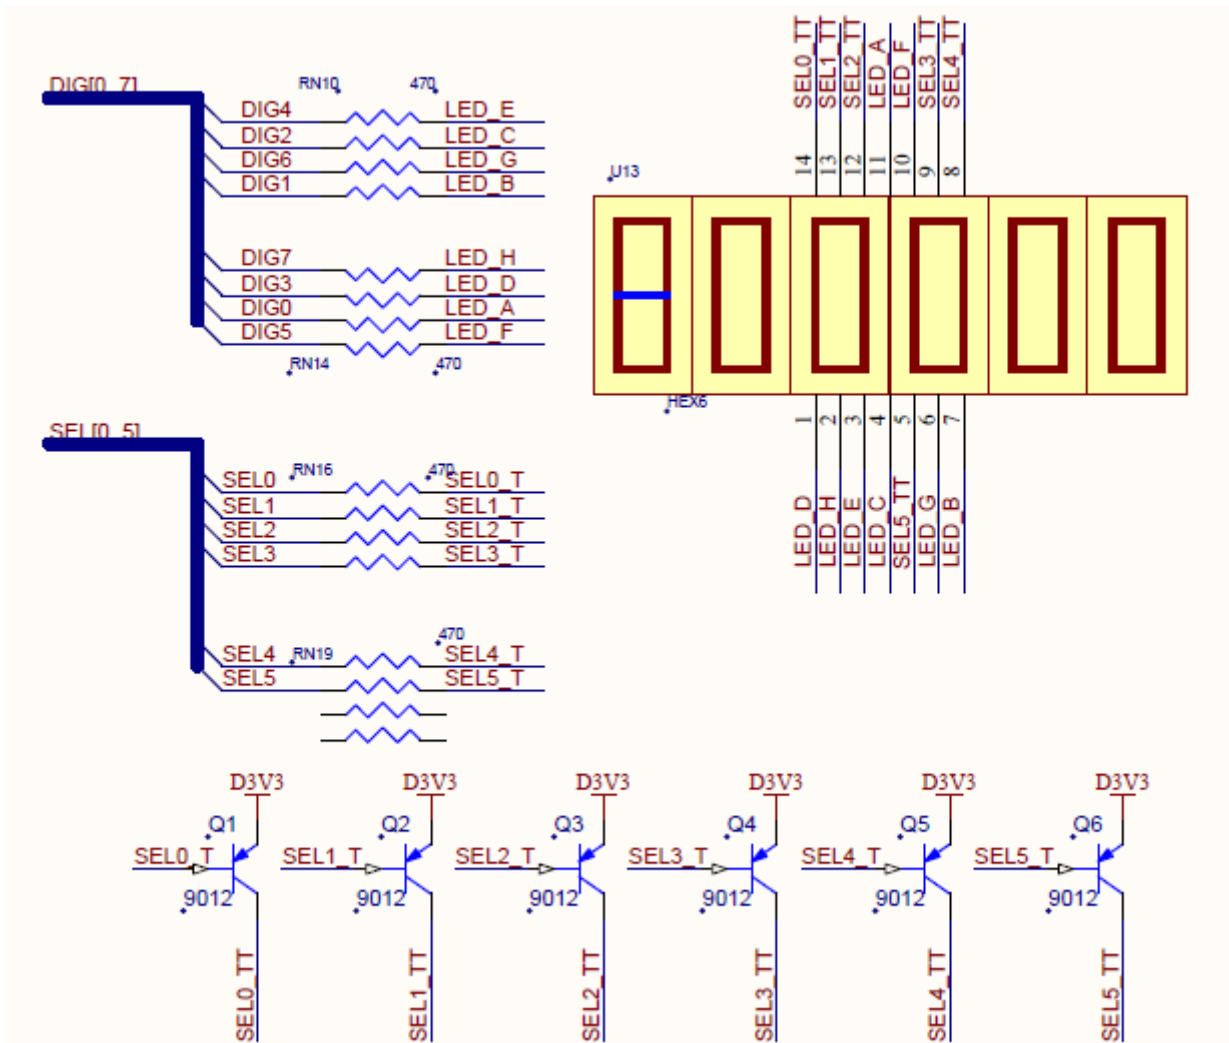 DIG[0..7]
RN10 470
DIG4 LED_E
DIG2 LED_C
DIG6 LED_G
DIG1 LED_B
DIG7 LED_H
DIG3 LED_D
DIG0 LED_A
DIG5 LED_F
RN14 470
SEL0_TT
SEL1_TT
SEL2_TT
LED_A
LED_F
SEL3_TT
SEL4_TT
14
13
12
11
10
9
8
U13
HEX6
1
2
3
4
5
6
7
LED_D
LED_H
LED_E
LED_C
SEL5_TT
LED_G
LED_B
SEL[0..5]
RN16 470
SEL0 SEL0_T
SEL1 SEL1_T
SEL2 SEL2_T
SEL3 SEL3_T
470
SEL4 RN19 SEL4_T
SEL5 SEL5_T
D3V3 D3V3 D3V3 D3V3 D3V3 D3V3
Q1 Q2 Q3 Q4 Q5 Q6
SEL0_T SEL1_T SEL2_T SEL3_T SEL4_T SEL5_T
9012 9012 9012 9012 9012 9012
SEL0_TT
SEL1_TT
SEL2_TT
SEL3_TT
SEL4_TT
SEL5_TT